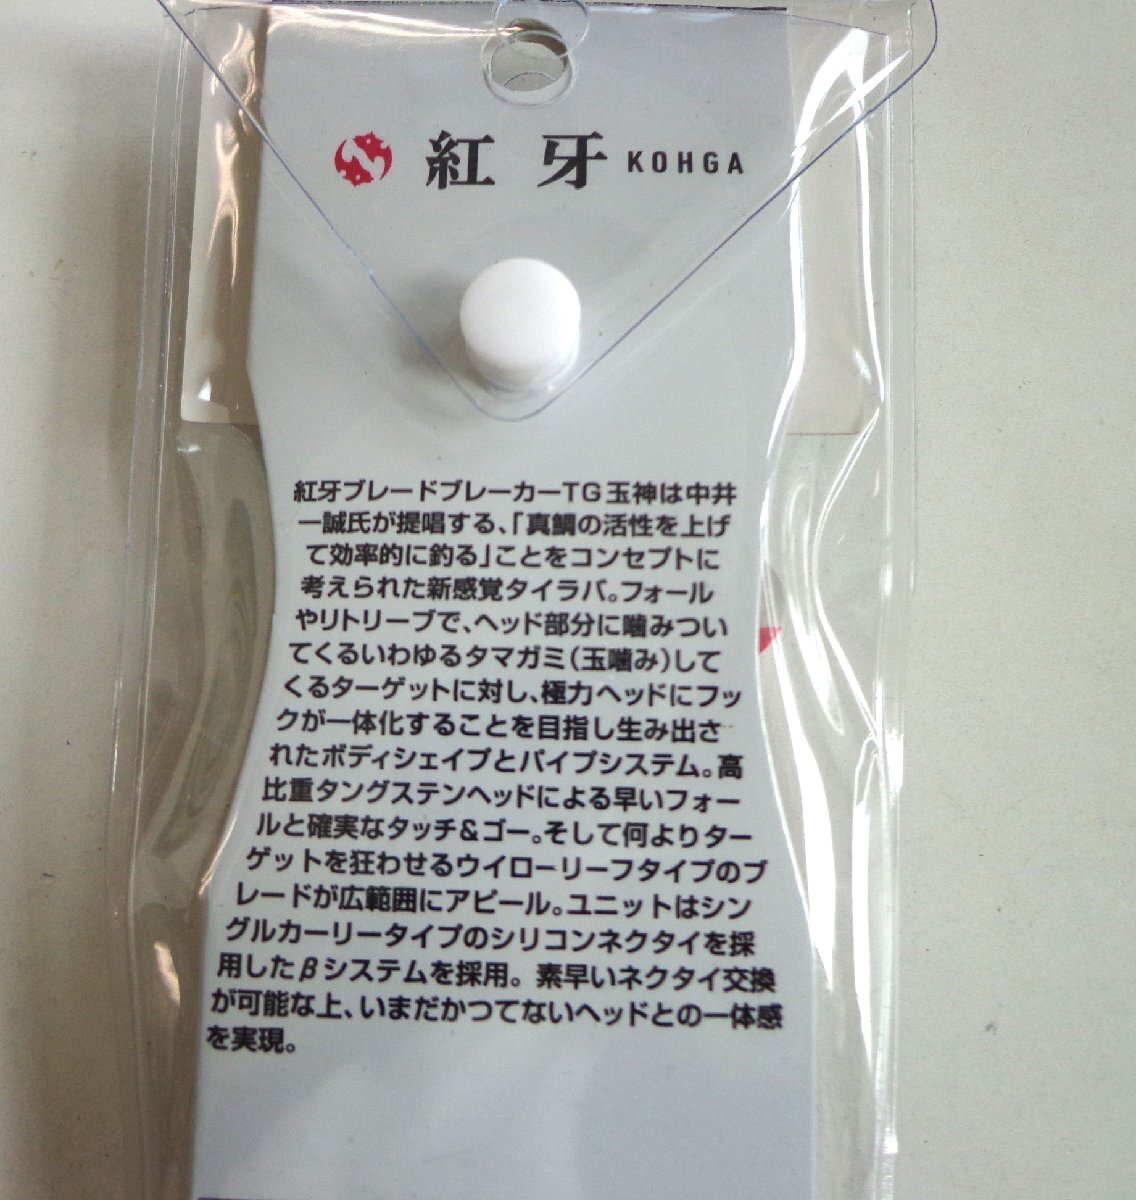 紅牙 KOHGA
紅牙ブレードブレーカーTG玉神は中井
一誠氏が提唱する、「真鯛の活性を上げ
て効率的に釣る」ことをコンセプトに
考えられた新感覚タイラバ。フォール
やリトリーブで、ヘッド部分に噛みつい
てくるいわゆるタマガミ（玉噛み）して
くるターゲットに対し、極力ヘッドにフッ
クが一体化することを目指し生み出さ
れたボディシェイプとパイプシステム。高
比重タングステンヘッドによる早いフォー
ルと確実なタッチ&ゴー。そして何よりター
ゲットを狂わせるウイローリーフタイプのブ
レードが広範囲にアピール。ユニットはシン
グルカーリータイプのシリコンネクタイを採
用したβシステムを採用。素早いネクタイ交換
が可能な上、いまだかつてないヘッドとの一体感
を実現。